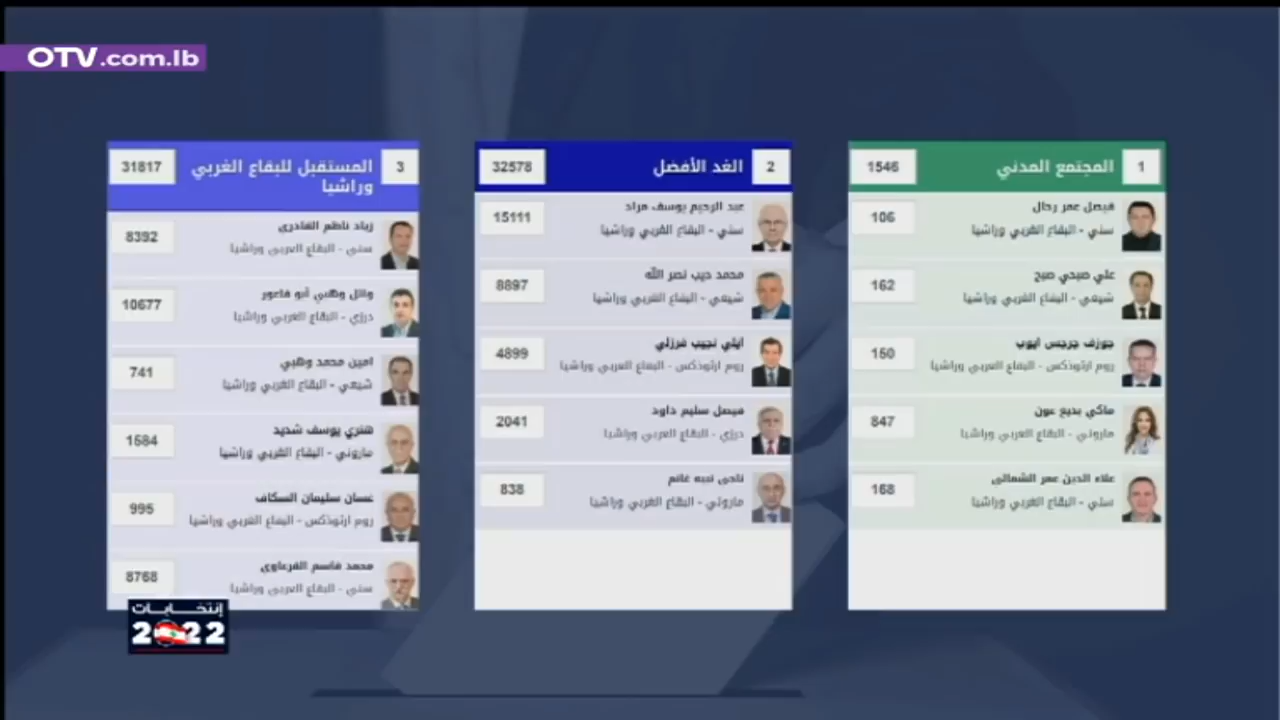 OTV.com.lb
1
المجتمع المدني
1546
فيصل عمر رحال
سني - البقاع الغربي وراشيا
106
علي صبحي صبح
شيعي - البقاع الغربي وراشيا
162
جوزف جرجس ايوب
روم ارثوذكس - البقاع الغربي وراشيا
150
ماكي بديع عون
ماروني - البقاع الغربي وراشيا
847
علاء الدين عمر الشمالي
سني - البقاع الغربي وراشيا
168
2
الغد الأفضل
32578
عبد الرحيم يوسف مراد
سني - البقاع الغربي وراشيا
15111
محمد ديب نصر الله
شيعي - البقاع الغربي وراشيا
8897
ايلي نجيب فرزلي
روم ارثوذكس - البقاع الغربي وراشيا
4899
فيصل سليم داود
درزي - البقاع الغربي وراشيا
2041
ناجي نبيه غانم
ماروني - البقاع الغربي وراشيا
838
3
المستقبل للبقاع الغربي
وراشيا
31817
زياد ناظم القادري
سني - البقاع الغربي وراشيا
8392
وائل وهبي أبو فاعور
درزي - البقاع الغربي وراشيا
10677
امين محمد وهبي
شيعي - البقاع الغربي وراشيا
741
هنري يوسف شديد
ماروني - البقاع الغربي وراشيا
1584
غسان سليمان السكاف
روم ارثوذكس - البقاع الغربي وراشيا
995
محمد قاسم القرعاوي
سني - البقاع الغربي وراشيا
8768
إنتخابات
2022